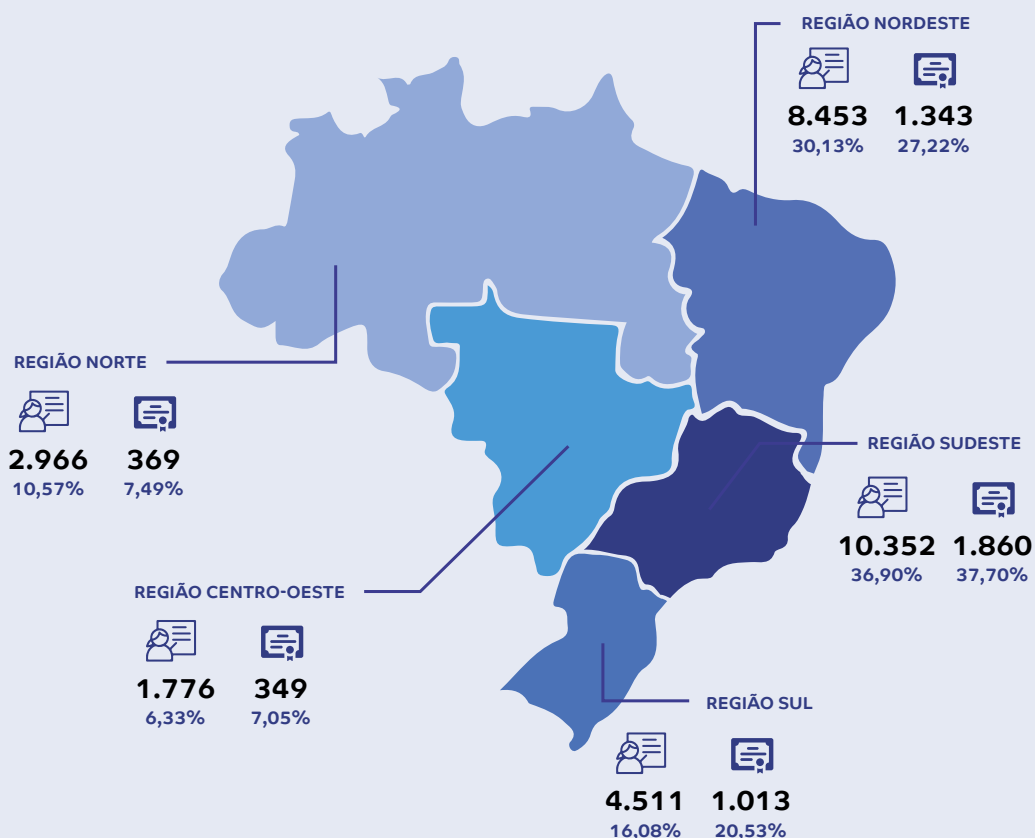 REGIÃO NORDESTE
8.453 1.343
30,13% 27,22%
REGIÃO NORTE
2.966 369
10,57% 7,49%
REGIÃO SUDESTE
10.352 1.860
36,90% 37,70%
REGIÃO CENTRO-OESTE
1.776 349
6,33% 7,05%
REGIÃO SUL
4.511 1.013
16,08% 20,53%